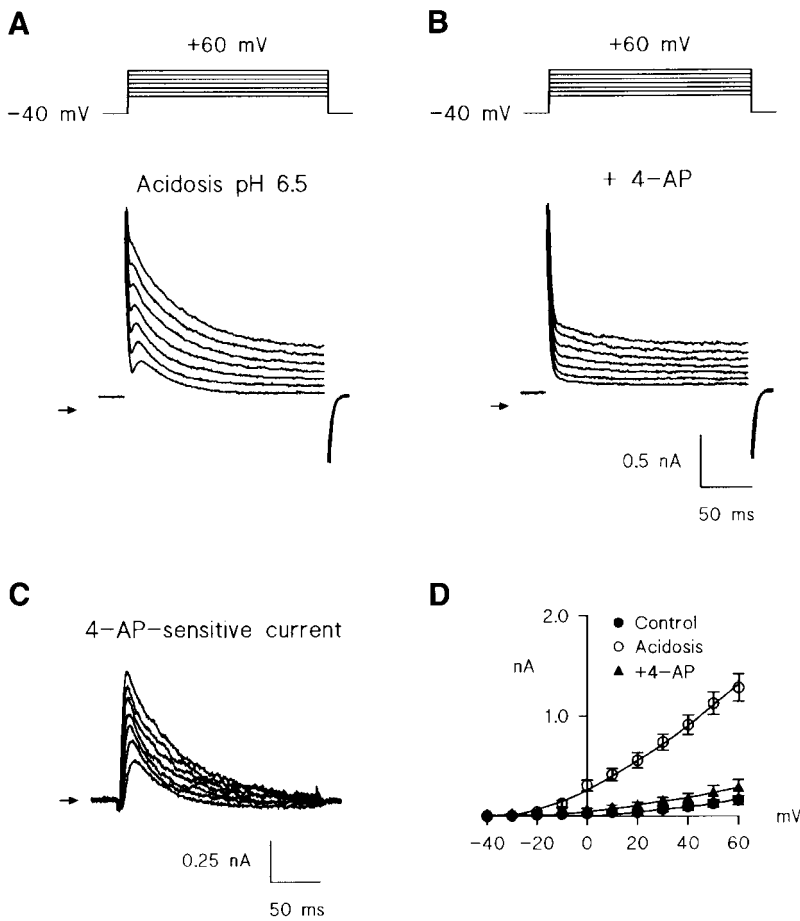 A
+60 mV
−40 mV
Acidosis pH 6.5
B
+60 mV
−40 mV
+ 4−AP
0.5 nA
50 ms
C
4−AP−sensitive current
0.25 nA
50 ms
D
2.0
nA
1.0
Control
Acidosis
+4−AP
mV
−40 −20 0 20 40 60